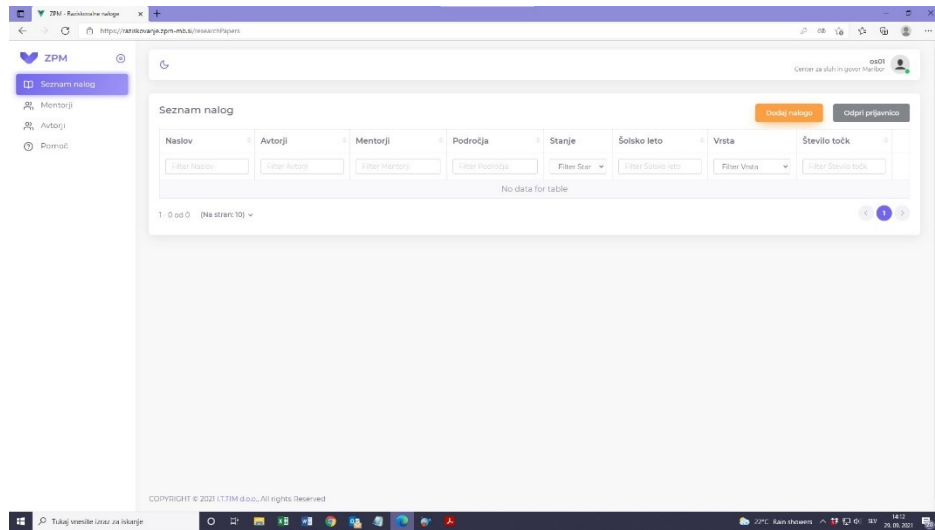 ZPM - Raziskovalne naloge
https://raziskovanje.zpm-mb.si/researchPapers
ZPM
os01
Center za sluh in govor Maribor
Seznam nalog
Mentorji
Avtorji
Pomoč
Seznam nalog
Dodaj nalogo
Odpri prijavnico
Naslov Avtorji Mentorji Področja Stanje Šolsko leto Vrsta Število točk
Filter Naslov Filter Avtorji Filter Mentorji Filter Področja Filter Stan Filter Šolsko leto Filter Vrsta Filter Število točk
No data for table
1 - 0 od 0 (Na stran: 10)
1
COPYRIGHT © 2021 I.T.TIM d.o.o., All rights Reserved
Tukaj vnesite izraz za iskanje
22°C Rain showers
SLV
14:12
29. 09. 2021